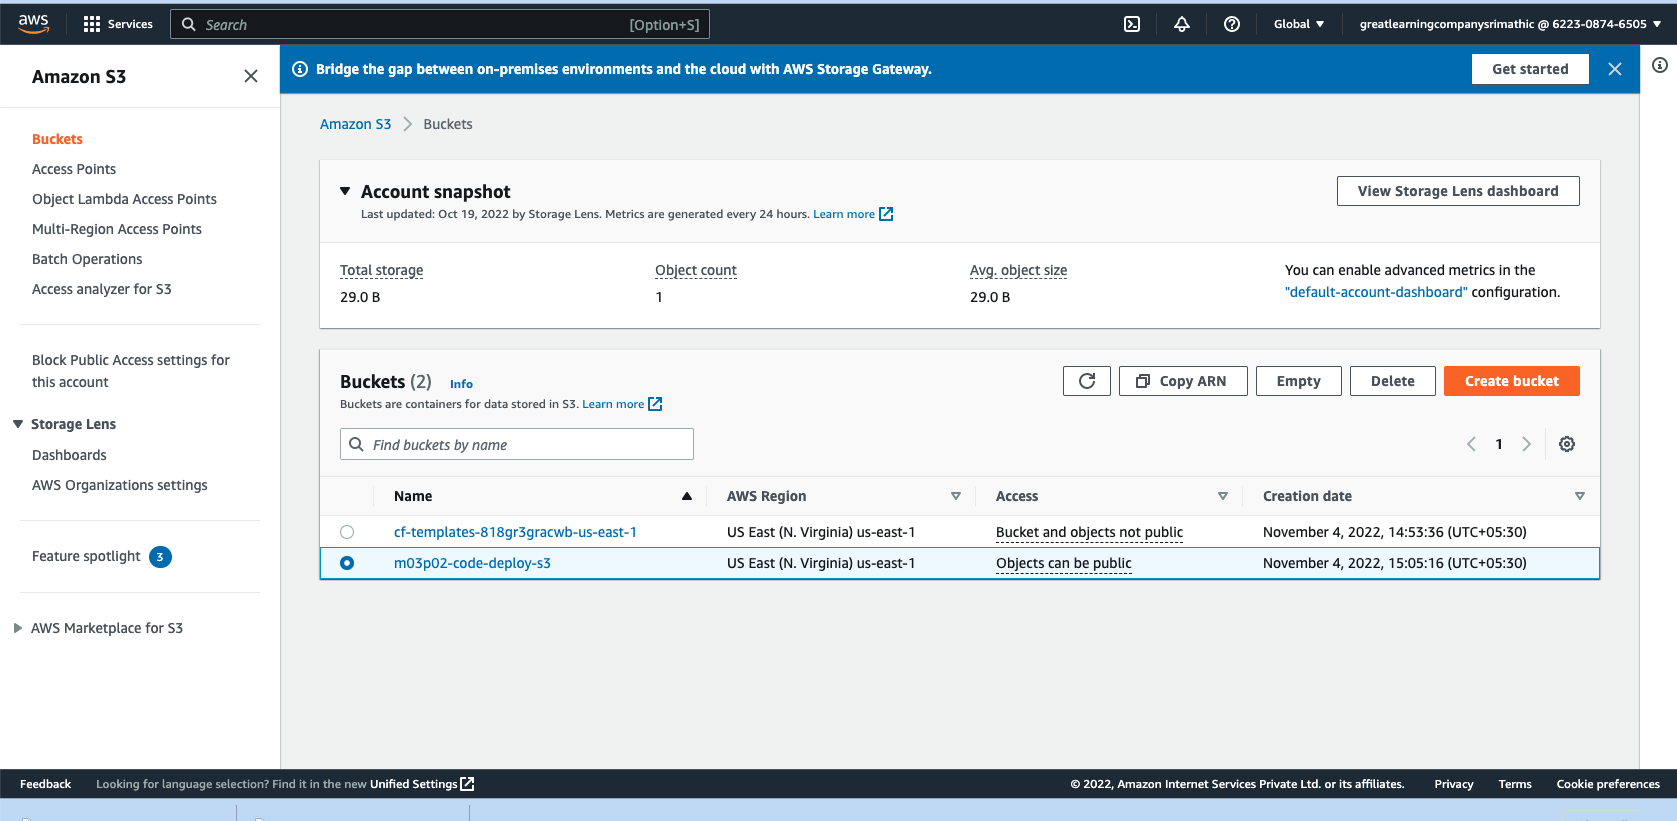 aws
Services
Search
[Option+S]
Global
greatlearningcompanysrimathic @ 6223-0874-6505
Amazon S3
Buckets
Access Points
Object Lambda Access Points
Multi-Region Access Points
Batch Operations
Access analyzer for S3
Block Public Access settings for
this account
Storage Lens
Dashboards
AWS Organizations settings
Feature spotlight 3
AWS Marketplace for S3
Bridge the gap between on-premises environments and the cloud with AWS Storage Gateway.
Get started
Amazon S3 > Buckets
Account snapshot
Last updated: Oct 19, 2022 by Storage Lens. Metrics are generated every 24 hours. Learn more
View Storage Lens dashboard
Total storage
29.0 B
Object count
1
Avg. object size
29.0 B
You can enable advanced metrics in the
"default-account-dashboard" configuration.
Buckets (2) Info
Buckets are containers for data stored in S3. Learn more
Copy ARN
Empty
Delete
Create bucket
Find buckets by name
1
Name AWS Region Access Creation date
cf-templates-818gr3gracwb-us-east-1 US East (N. Virginia) us-east-1 Bucket and objects not public November 4, 2022, 14:53:36 (UTC+05:30)
m03p02-code-deploy-s3 US East (N. Virginia) us-east-1 Objects can be public November 4, 2022, 15:05:16 (UTC+05:30)
Feedback Looking for language selection? Find it in the new Unified Settings
© 2022, Amazon Internet Services Private Ltd. or its affiliates. Privacy Terms Cookie preferences